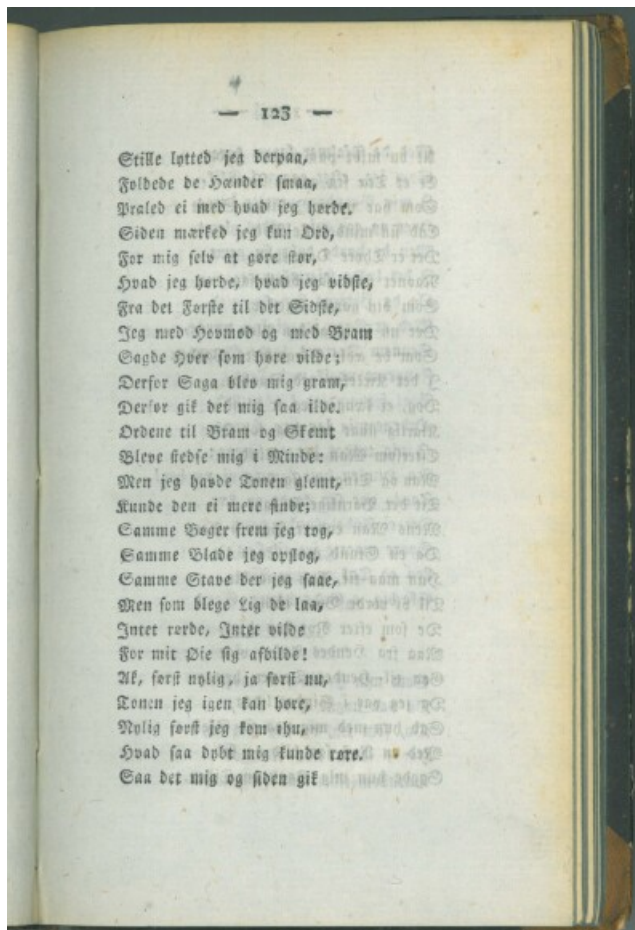 — 123 —
Stille lytted jeg derpaa,
Foldede de Hænder smaa,
Praled ei med hvad jeg hørde.
Siden mærked jeg kun Ord,
For mig selv at gøre stor,
Hvad jeg hørde, hvad jeg vidste,
Fra det Første til det Sidste,
Jeg med Hovmod og med Bram
Sagde Hver som høre vilde;
Derfor Saga blev mig gram,
Derfor gik det mig saa ilde.
Ordene til Bram og Skemt
Bleve stedse mig i Minde:
Men jeg havde Tonen glemt,
Kunde den ei mere finde;
Samme Bøger frem jeg tog,
Samme Blade jeg opslog,
Samme Stave der jeg saae,
Men som blege Lig de laa,
Intet rørde, Intet vilde
For mit Øie sig afbilde!
Ak, først nylig, ja først nu,
Tonen jeg igen kan høre,
Nylig først jeg kom ihu,
Hvad saa dybt mig kunde røre.
Saa det mig og siden gik